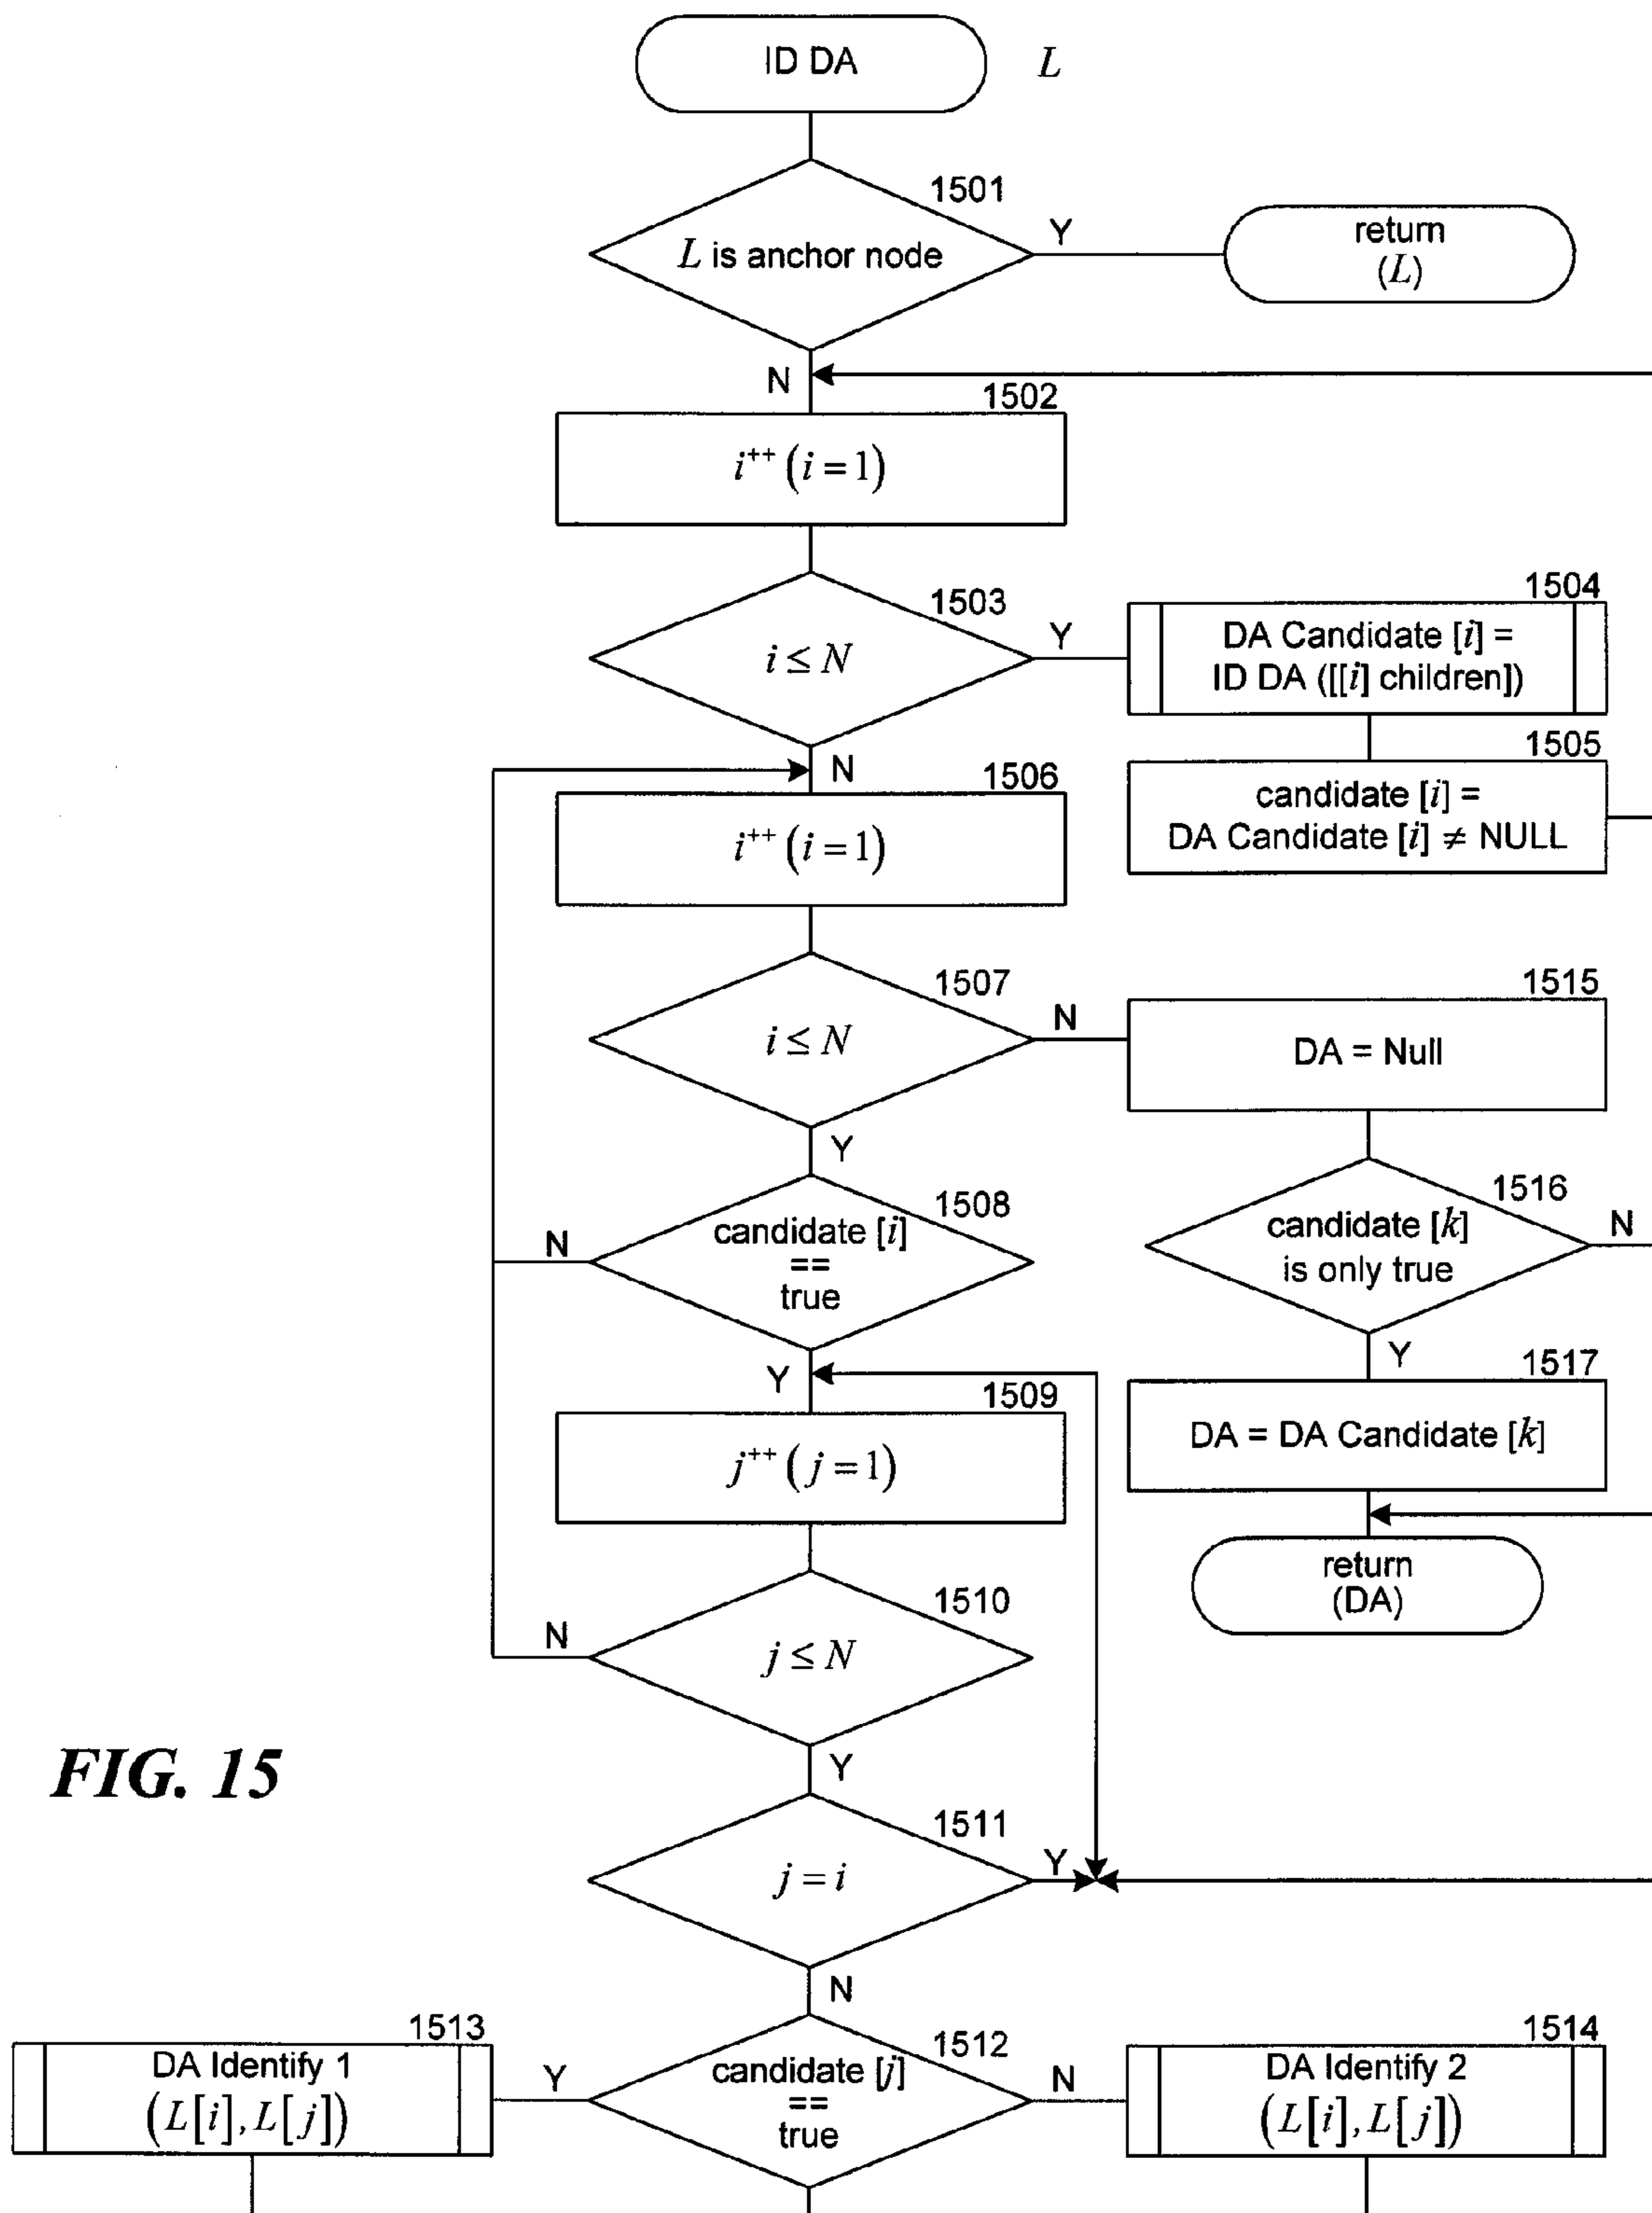 ID DA
L
1501
L is anchor node
Y
return
(L)
N
1502
i⁺⁺ (i = 1)
1503
i ≤ N
Y
1504
DA Candidate [i] =
ID DA ([[i] children])
N
1505
candidate [i] =
DA Candidate [i] ≠ NULL
1506
i⁺⁺ (i = 1)
1507
i ≤ N
N
1515
DA = Null
Y
1508
candidate [i]
==
true
N
1516
candidate [k]
is only true
N
Y
1517
DA = DA Candidate [k]
return
(DA)
Y
1509
j⁺⁺ (j = 1)
1510
j ≤ N
N
FIG. 15
Y
1511
j = i
Y
N
1512
candidate [j]
==
true
Y
1513
DA Identify 1
(L[i], L[j])
N
1514
DA Identify 2
(L[i], L[j])